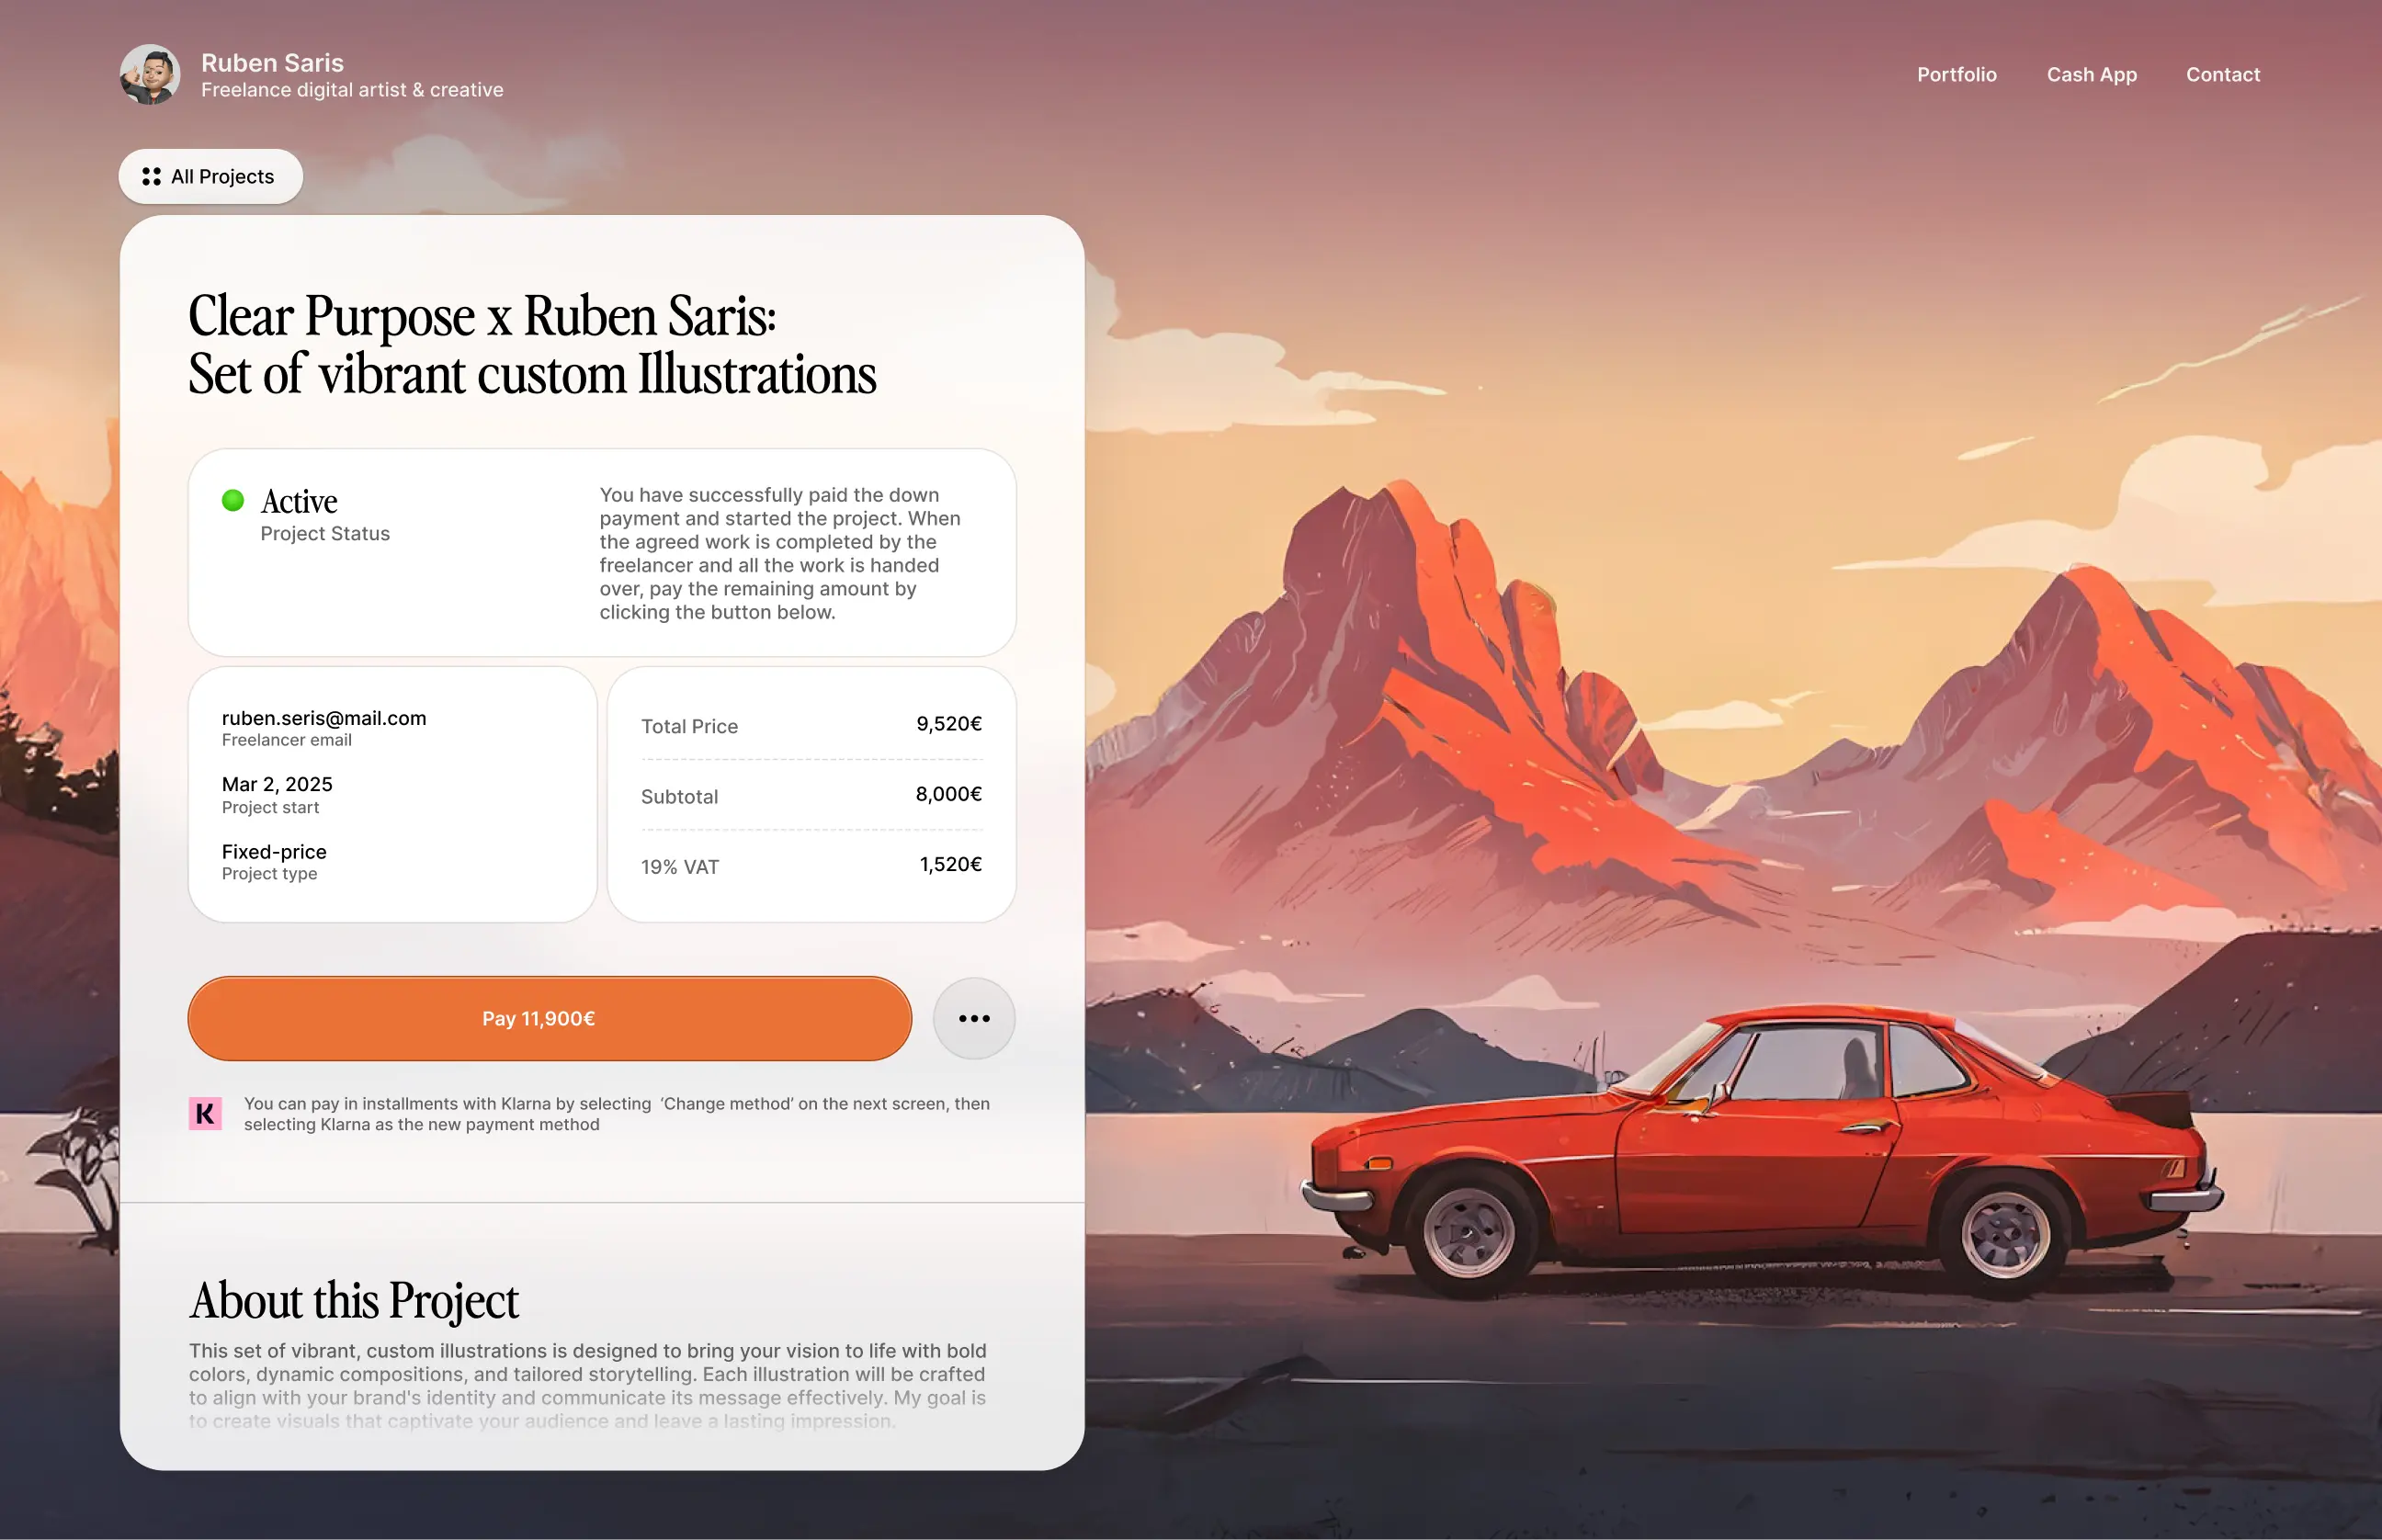 Ruben Saris
Freelance digital artist & creative
Portfolio
Cash App
Contact
All Projects
Clear Purpose x Ruben Saris:
Set of vibrant custom Illustrations
Active
Project Status
You have successfully paid the down
payment and started the project. When
the agreed work is completed by the
freelancer and all the work is handed
over, pay the remaining amount by
clicking the button below.
ruben.seris@mail.com
Freelancer email
Mar 2, 2025
Project start
Fixed-price
Project type
Total Price 9,520€
Subtotal 8,000€
19% VAT 1,520€
Pay 11,900€
K
You can pay in installments with Klarna by selecting ‘Change method’ on the next screen, then
selecting Klarna as the new payment method
About this Project
This set of vibrant, custom illustrations is designed to bring your vision to life with bold
colors, dynamic compositions, and tailored storytelling. Each illustration will be crafted
to align with your brand's identity and communicate its message effectively. My goal is
to create visuals that captivate your audience and leave a lasting impression.